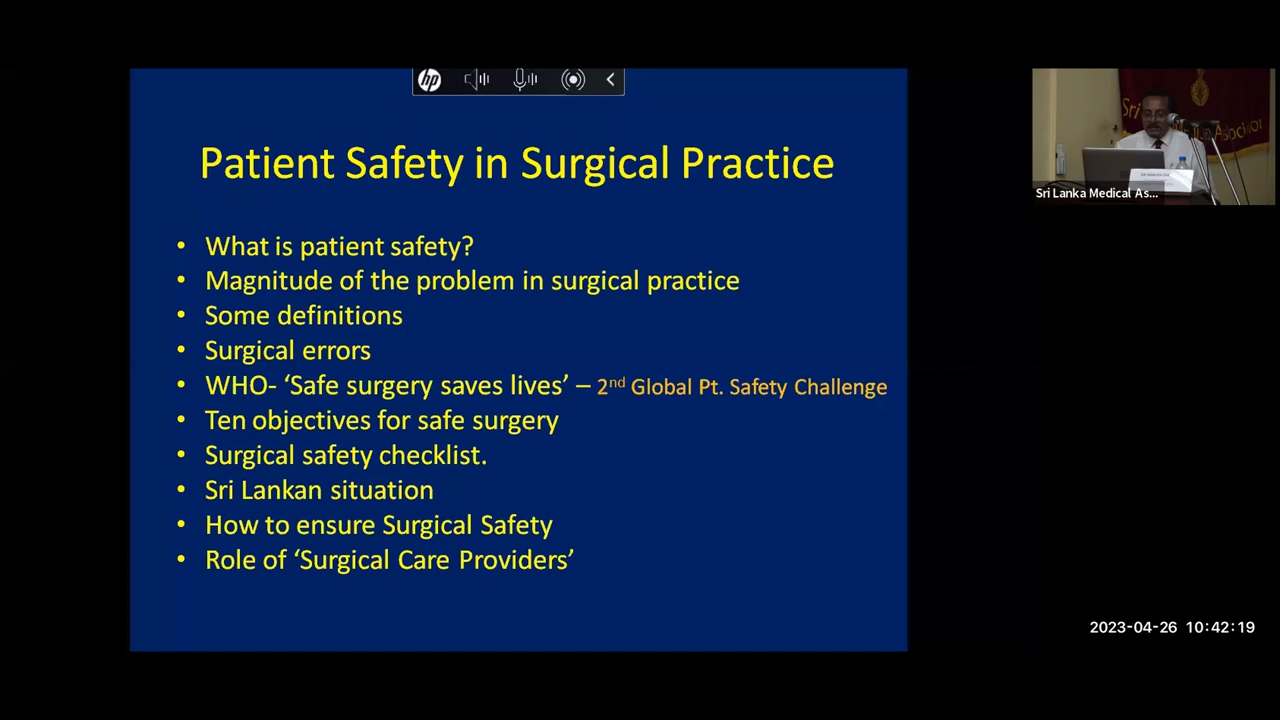 hp
Patient Safety in Surgical Practice
• What is patient safety?
• Magnitude of the problem in surgical practice
• Some definitions
• Surgical errors
• WHO- ‘Safe surgery saves lives’ – 2nd Global Pt. Safety Challenge
• Ten objectives for safe surgery
• Surgical safety checklist.
• Sri Lankan situation
• How to ensure Surgical Safety
• Role of ‘Surgical Care Providers’
Sri
Sri Lanka Medical As...
2023-04-26 10:42:19